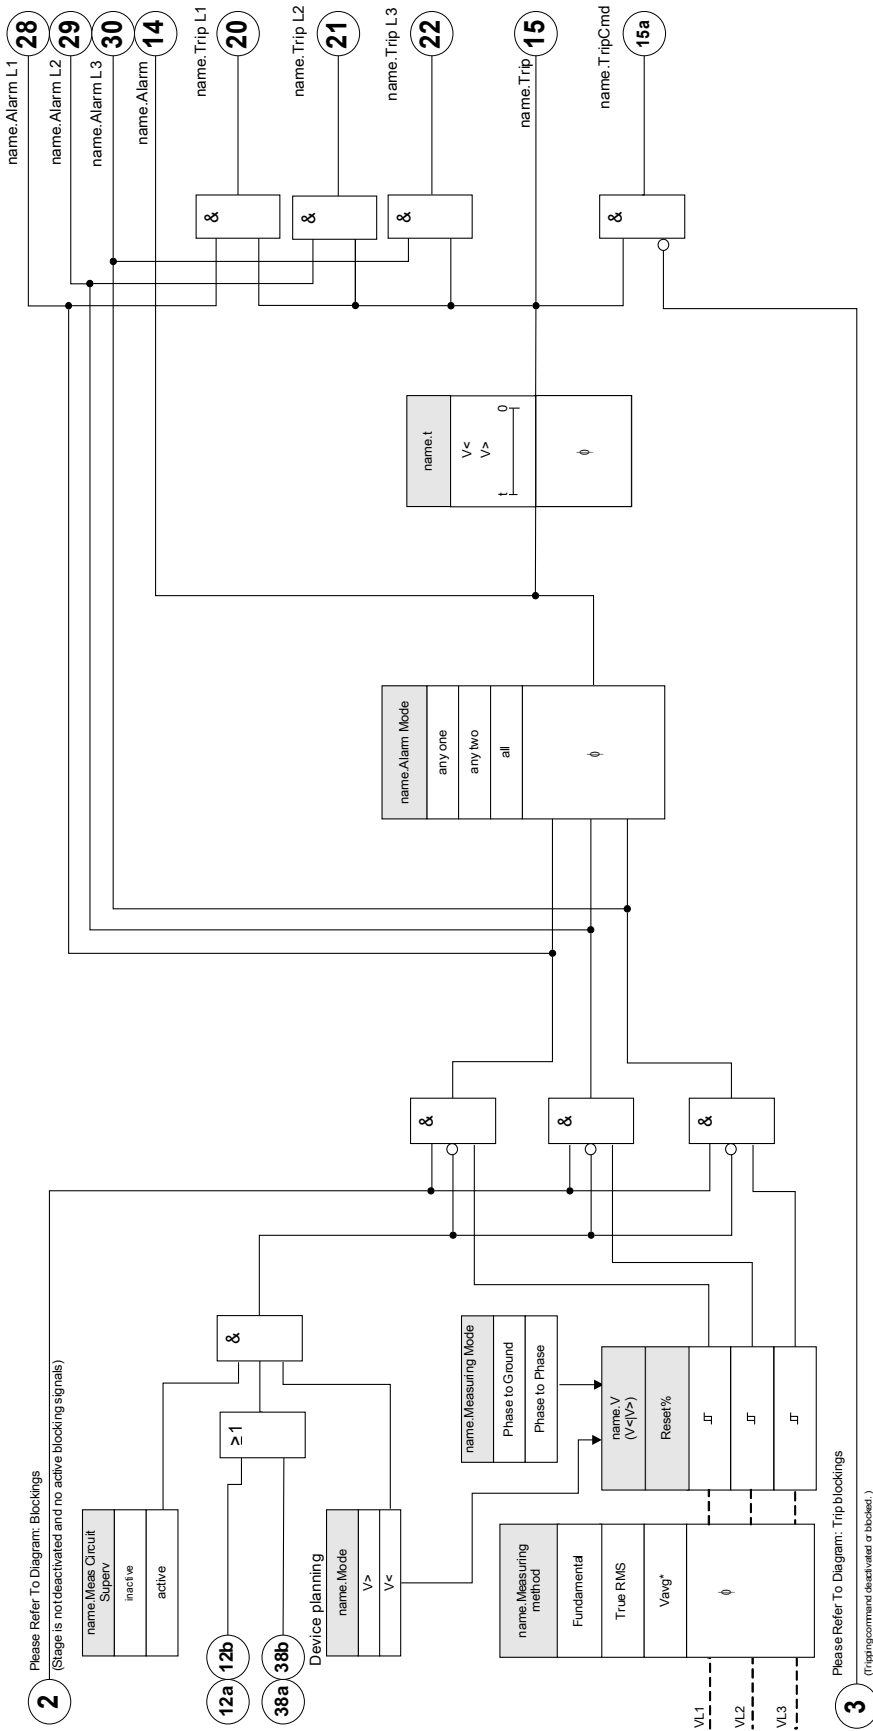 2
Please Refer To Diagram: Blockings
(Stage is not deactivated and no active blocking signals)
name.Meas Circuit
Superv
inactive
active
12a
12b
38a
38b
≥1
&
Device planning
name.Mode
V>
V<
name.Measuring Mode
Phase to Ground
Phase to Phase
name.Measuring
method
Fundamental
True RMS
Vavg*
ϕ
VL1
VL2
VL3
name.V
(V<|V>)
Reset%
&
&
&
name.Alarm Mode
any one
any two
all
ϕ
name.t
V<
V>
t
0
ϕ
&
&
&
&
name.Alarm L1
28
name.Alarm L2
29
name.Alarm L3
30
name.Alarm
14
name.Trip L1
20
name.Trip L2
21
name.Trip L3
22
name.Trip
15
name.TripCmd
15a
3
Please Refer To Diagram: Trip blockings
(Tripping command deactivated or blocked. )